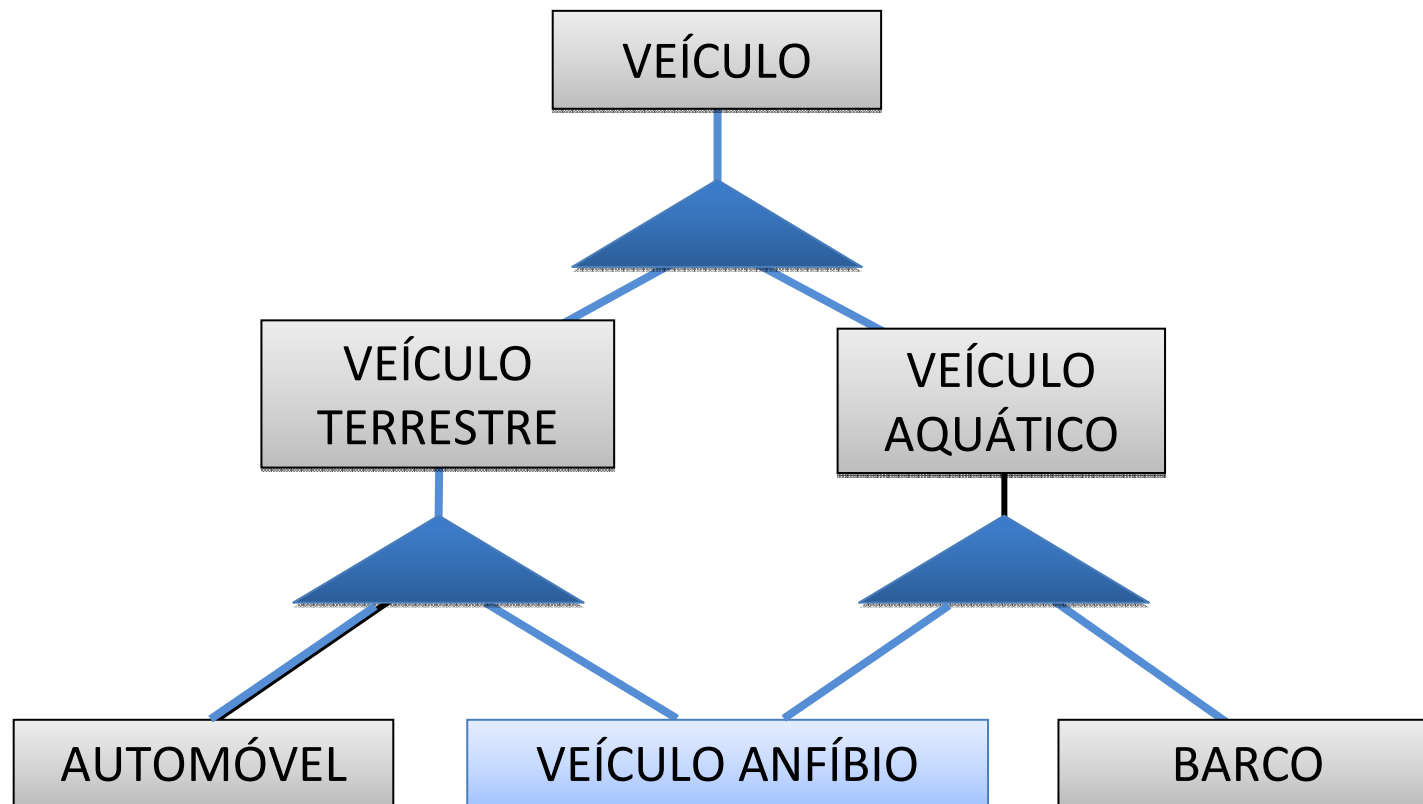 VEÍCULO
VEÍCULO
TERRESTRE
VEÍCULO
AQUÁTICO
AUTOMÓVEL
VEÍCULO ANFÍBIO
BARCO